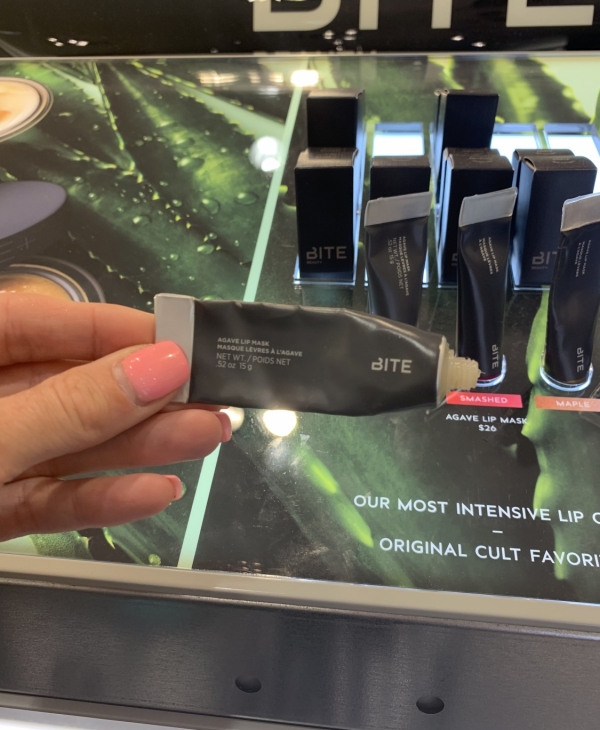 BITE
BITE
BITE
AGAVE LIP MASK
MASQUE LÈVRES À L'AGAVE
NET WT. / POIDS NET
.52 oz 15 g
BITE
BITE
BITE
SMASHED
MAPLE
AGAVE LIP MASK
$26
OUR MOST INTENSIVE LIP
ORIGINAL CULT